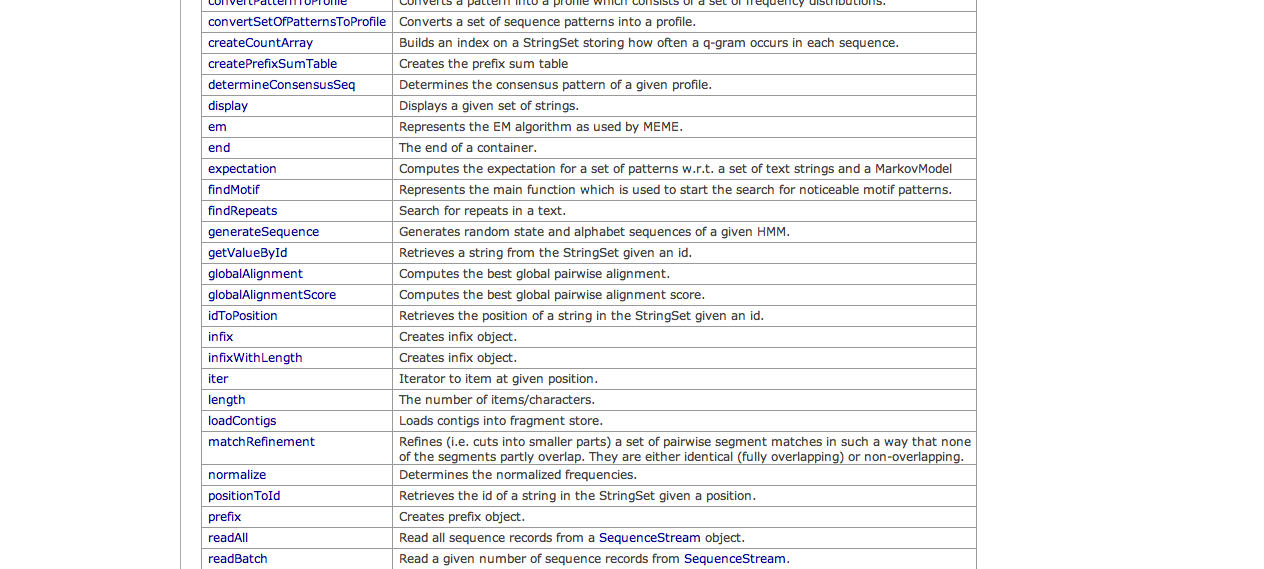 convertPatternToProfile Converts a pattern into a profile which consists of a set of frequency distributions.
convertSetOfPatternsToProfile Converts a set of sequence patterns into a profile.
createCountArray Builds an index on a StringSet storing how often a q-gram occurs in each sequence.
createPrefixSumTable Creates the prefix sum table
determineConsensusSeq Determines the consensus pattern of a given profile.
display Displays a given set of strings.
em Represents the EM algorithm as used by MEME.
end The end of a container.
expectation Computes the expectation for a set of patterns w.r.t. a set of text strings and a MarkovModel
findMotif Represents the main function which is used to start the search for noticeable motif patterns.
findRepeats Search for repeats in a text.
generateSequence Generates random state and alphabet sequences of a given HMM.
getValueById Retrieves a string from the StringSet given an id.
globalAlignment Computes the best global pairwise alignment.
globalAlignmentScore Computes the best global pairwise alignment score.
idToPosition Retrieves the position of a string in the StringSet given an id.
infix Creates infix object.
infixWithLength Creates infix object.
iter Iterator to item at given position.
length The number of items/characters.
loadContigs Loads contigs into fragment store.
matchRefinement Refines (i.e. cuts into smaller parts) a set of pairwise segment matches in such a way that none
of the segments partly overlap. They are either identical (fully overlapping) or non-overlapping.
normalize Determines the normalized frequencies.
positionToId Retrieves the id of a string in the StringSet given a position.
prefix Creates prefix object.
readAll Read all sequence records from a SequenceStream object.
readBatch Read a given number of sequence records from SequenceStream.